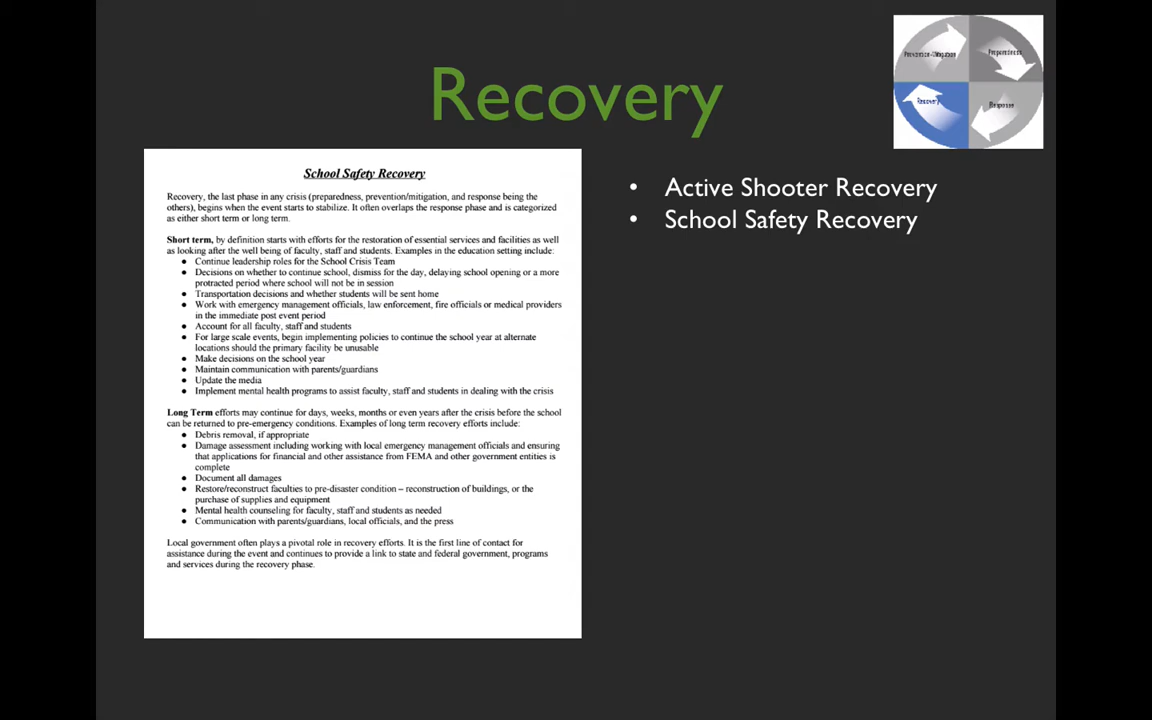 Recovery
Prevention-Mitigation
Preparedness
Recovery
Response
School Safety Recovery
Recovery, the last phase in any crisis (preparedness, prevention/mitigation, and response being the
others), begins when the event starts to stabilize. It often overlaps the response phase and is categorized
as either short term or long term.
Short term, by definition starts with efforts for the restoration of essential services and facilities as well
as looking after the well being of faculty, staff and students. Examples in the education setting include:
● Continue leadership roles for the School Crisis Team
● Decisions on whether to continue school, dismiss for the day, delaying school opening or a more
protracted period where school will not be in session
● Transportation decisions and whether students will be sent home
● Work with emergency management officials, law enforcement, fire officials or medical providers
in the immediate post event period
● Account for all faculty, staff and students
● For large scale events, begin implementing policies to continue the school year at alternate
locations should the primary facility be unusable
● Make decisions on the school year
● Maintain communication with parents/guardians
● Update the media
● Implement mental health programs to assist faculty, staff and students in dealing with the crisis
Long Term efforts may continue for days, weeks, months or even years after the crisis before the school
can be returned to pre-emergency conditions. Examples of long term recovery efforts include:
● Debris removal, if appropriate
● Damage assessment including working with local emergency management officials and ensuring
that applications for financial and other assistance from FEMA and other government entities is
complete
● Document all damages
● Restore/reconstruct faculties to pre-disaster condition – reconstruction of buildings, or the
purchase of supplies and equipment
● Mental health counseling for faculty, staff and students as needed
● Communication with parents/guardians, local officials, and the press
Local government often plays a pivotal role in recovery efforts. It is the first line of contact for
assistance during the event and continues to provide a link to state and federal government, programs
and services during the recovery phase.
• Active Shooter Recovery
• School Safety Recovery